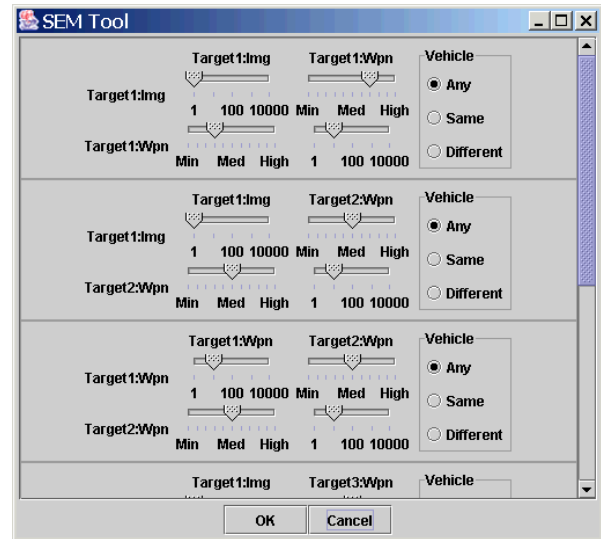 SEM Tool
Target1:Img Target1:Wpn Vehicle
Any
Target1:Img
1 100 10000 Min Med High
Same
Target1:Wpn
Different
Min Med High 1 100 10000
Target1:Img Target2:Wpn Vehicle
Any
Target1:Img
1 100 10000 Min Med High
Same
Target2:Wpn
Different
Min Med High 1 100 10000
Target1:Wpn Target2:Wpn Vehicle
Any
Target1:Wpn
1 100 10000 Min Med High
Same
Target2:Wpn
Different
Min Med High 1 100 10000
Target1:Img Target3:Wpn Vehicle
OK Cancel